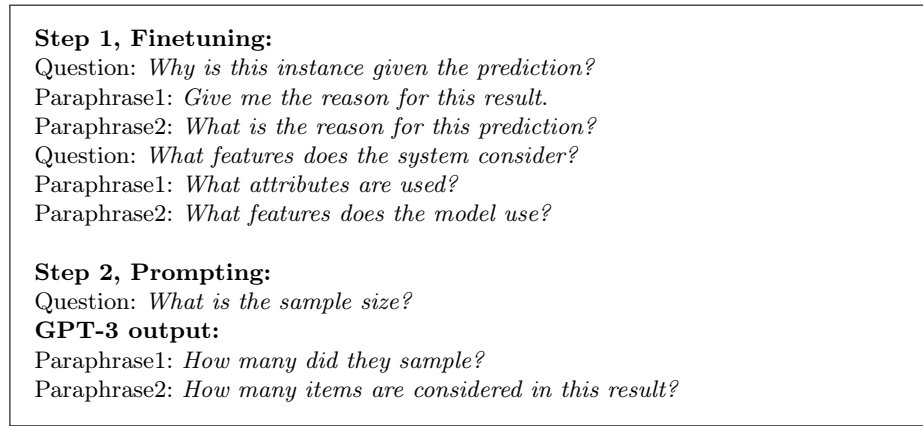 Step 1, Finetuning:
Question: Why is this instance given the prediction?
Paraphrase1: Give me the reason for this result.
Paraphrase2: What is the reason for this prediction?
Question: What features does the system consider?
Paraphrase1: What attributes are used?
Paraphrase2: What features does the model use?
Step 2, Prompting:
Question: What is the sample size?
GPT-3 output:
Paraphrase1: How many did they sample?
Paraphrase2: How many items are considered in this result?